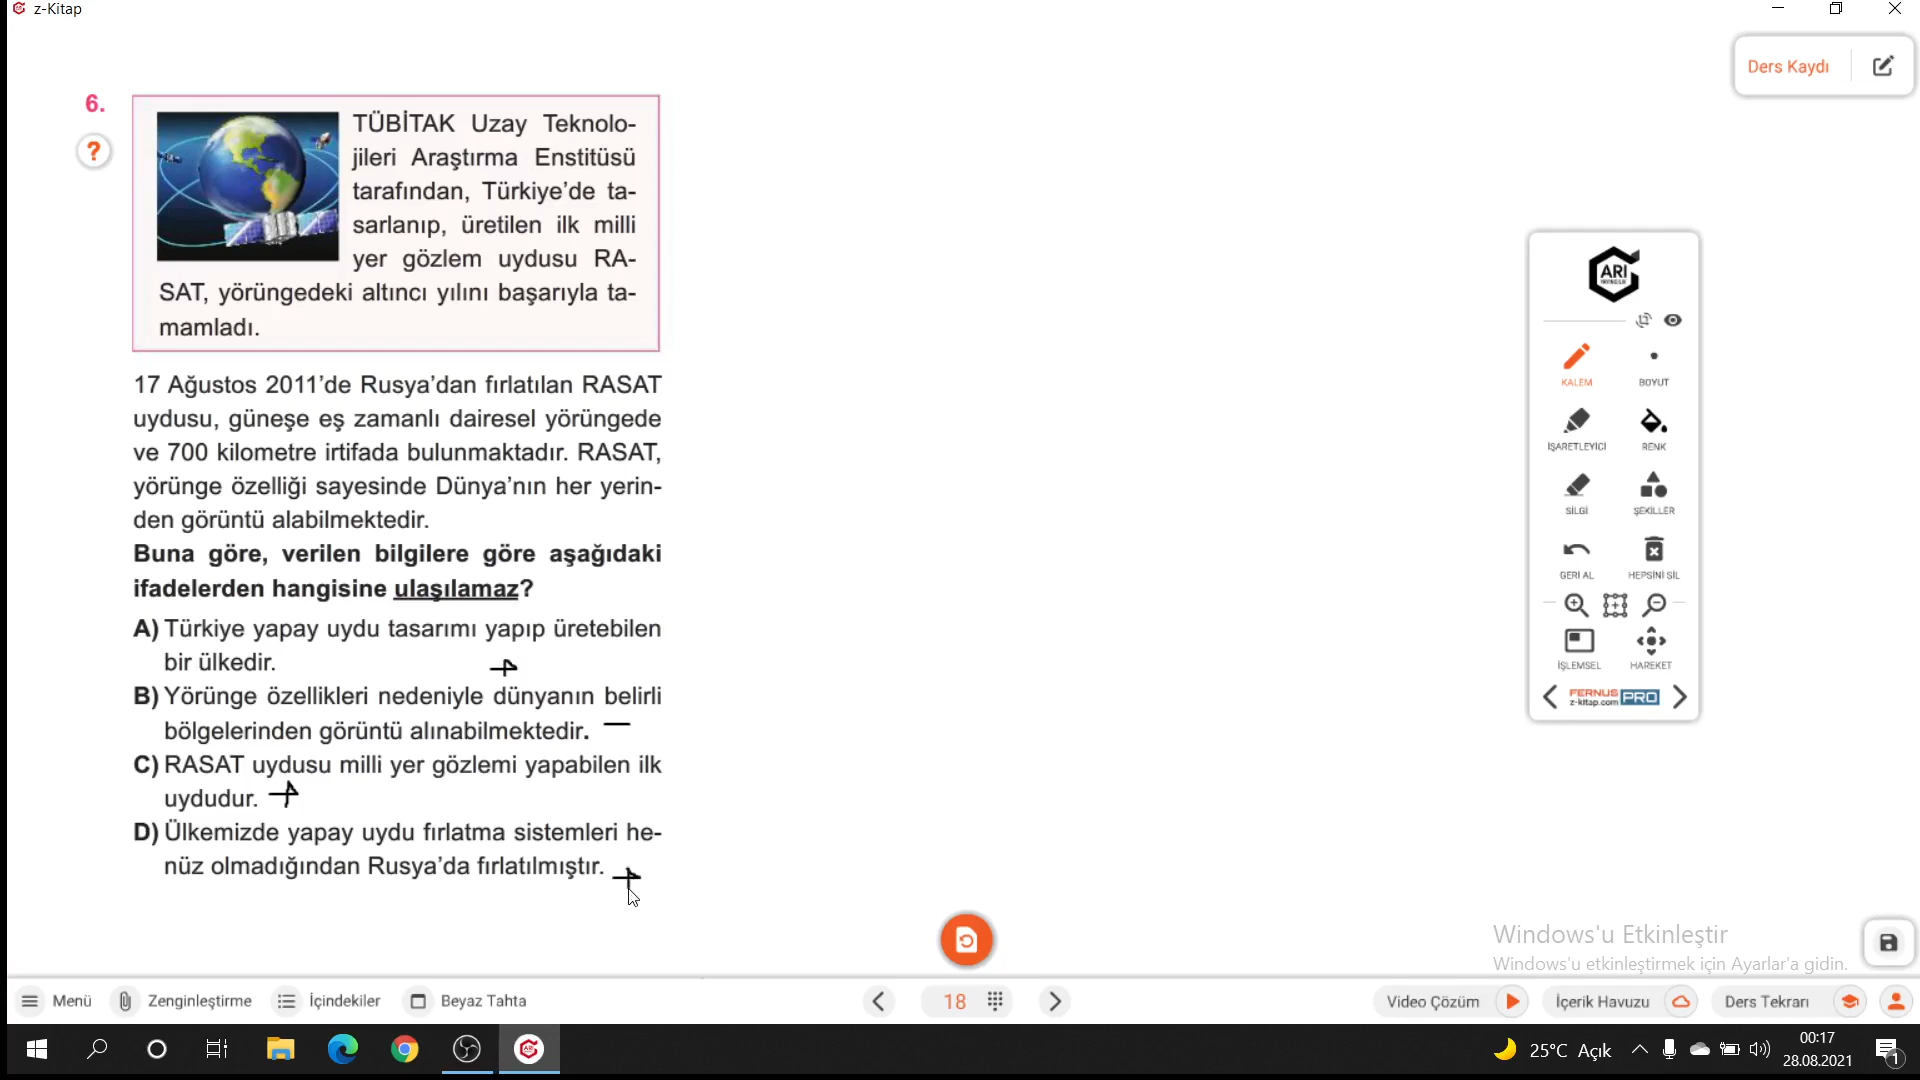 z-Kitap
Ders Kaydı
6.
?
TÜBİTAK Uzay Teknolo-
jileri Araştırma Enstitüsü
tarafından, Türkiye'de ta-
sarlanıp, üretilen ilk milli
yer gözlem uydusu RA-
SAT, yörüngedeki altıncı yılını başarıyla ta-
mamladı.
17 Ağustos 2011'de Rusya'dan fırlatılan RASAT
uydusu, güneşe eş zamanlı dairesel yörüngede
ve 700 kilometre irtifada bulunmaktadır. RASAT,
yörünge özelliği sayesinde Dünya'nın her yerin-
den görüntü alabilmektedir.
Buna göre, verilen bilgilere göre aşağıdaki
ifadelerden hangisine ulaşılamaz?
A) Türkiye yapay uydu tasarımı yapıp üretebilen
bir ülkedir.
B) Yörünge özellikleri nedeniyle dünyanın belirli
bölgelerinden görüntü alınabilmektedir.
C) RASAT uydusu milli yer gözlemi yapabilen ilk
uydudur.
D) Ülkemizde yapay uydu fırlatma sistemleri he-
nüz olmadığından Rusya'da fırlatılmıştır.
ARI
YAYINCILIK
KALEM BOYUT
İŞARETLEYİCİ RENK
SİLGİ ŞEKİLLER
GERİ AL HEPSİNİ SİL
İŞLEMSEL HAREKET
FERNUS PRO
z-kitap.com
Windows'u Etkinleştir
Windows'u etkinleştirmek için Ayarlar'a gidin.
Menü Zenginleştirme İçindekiler Beyaz Tahta 18 Video Çözüm İçerik Havuzu Ders Tekrarı
25°C Açık 00:17
28.08.2021
1